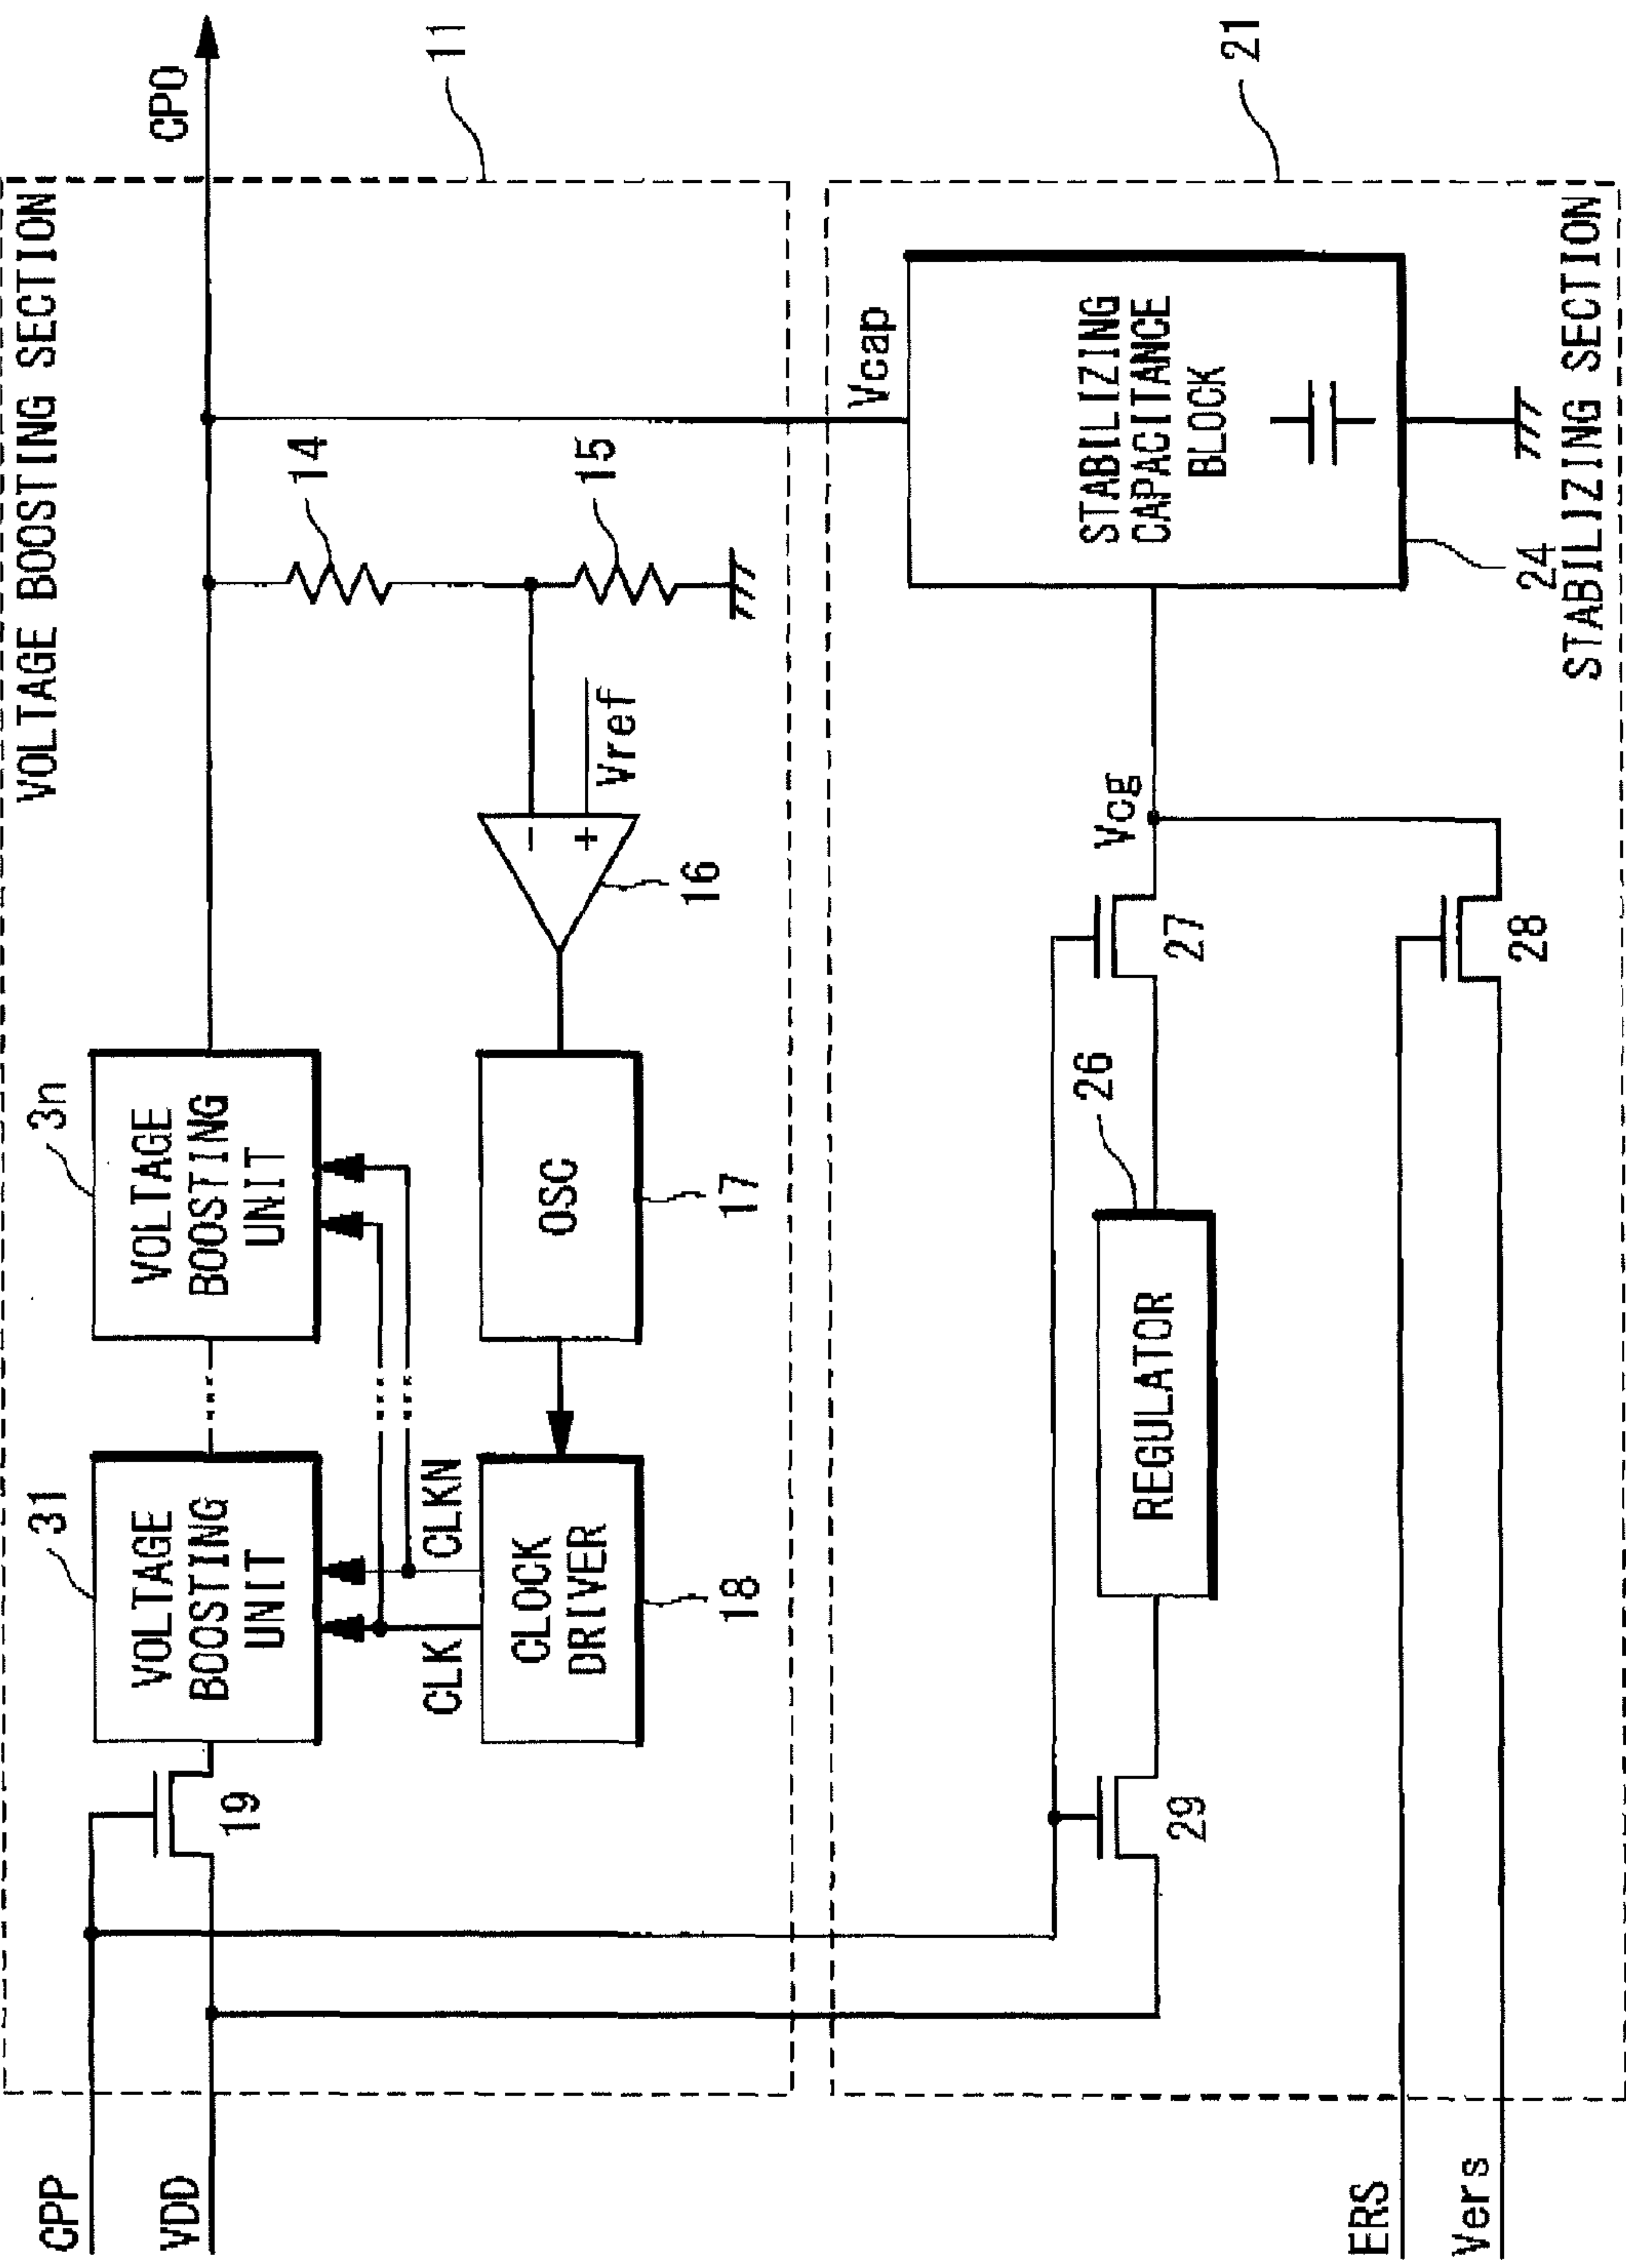 VOLTAGE BOOSTING SECTION
CPO
11
CPP
VDD
19
31
VOLTAGE
BOOSTING
UNIT
3n
VOLTAGE
BOOSTING
UNIT
14
15
CLK
CLKN
CLOCK
DRIVER
18
OSC
17
-
+
Vref
16
Vcap
21
STABILIZING
CAPACITANCE
BLOCK
24
Vcg
27
26
REGULATOR
29
28
ERS
Vers
STABILIZING SECTION